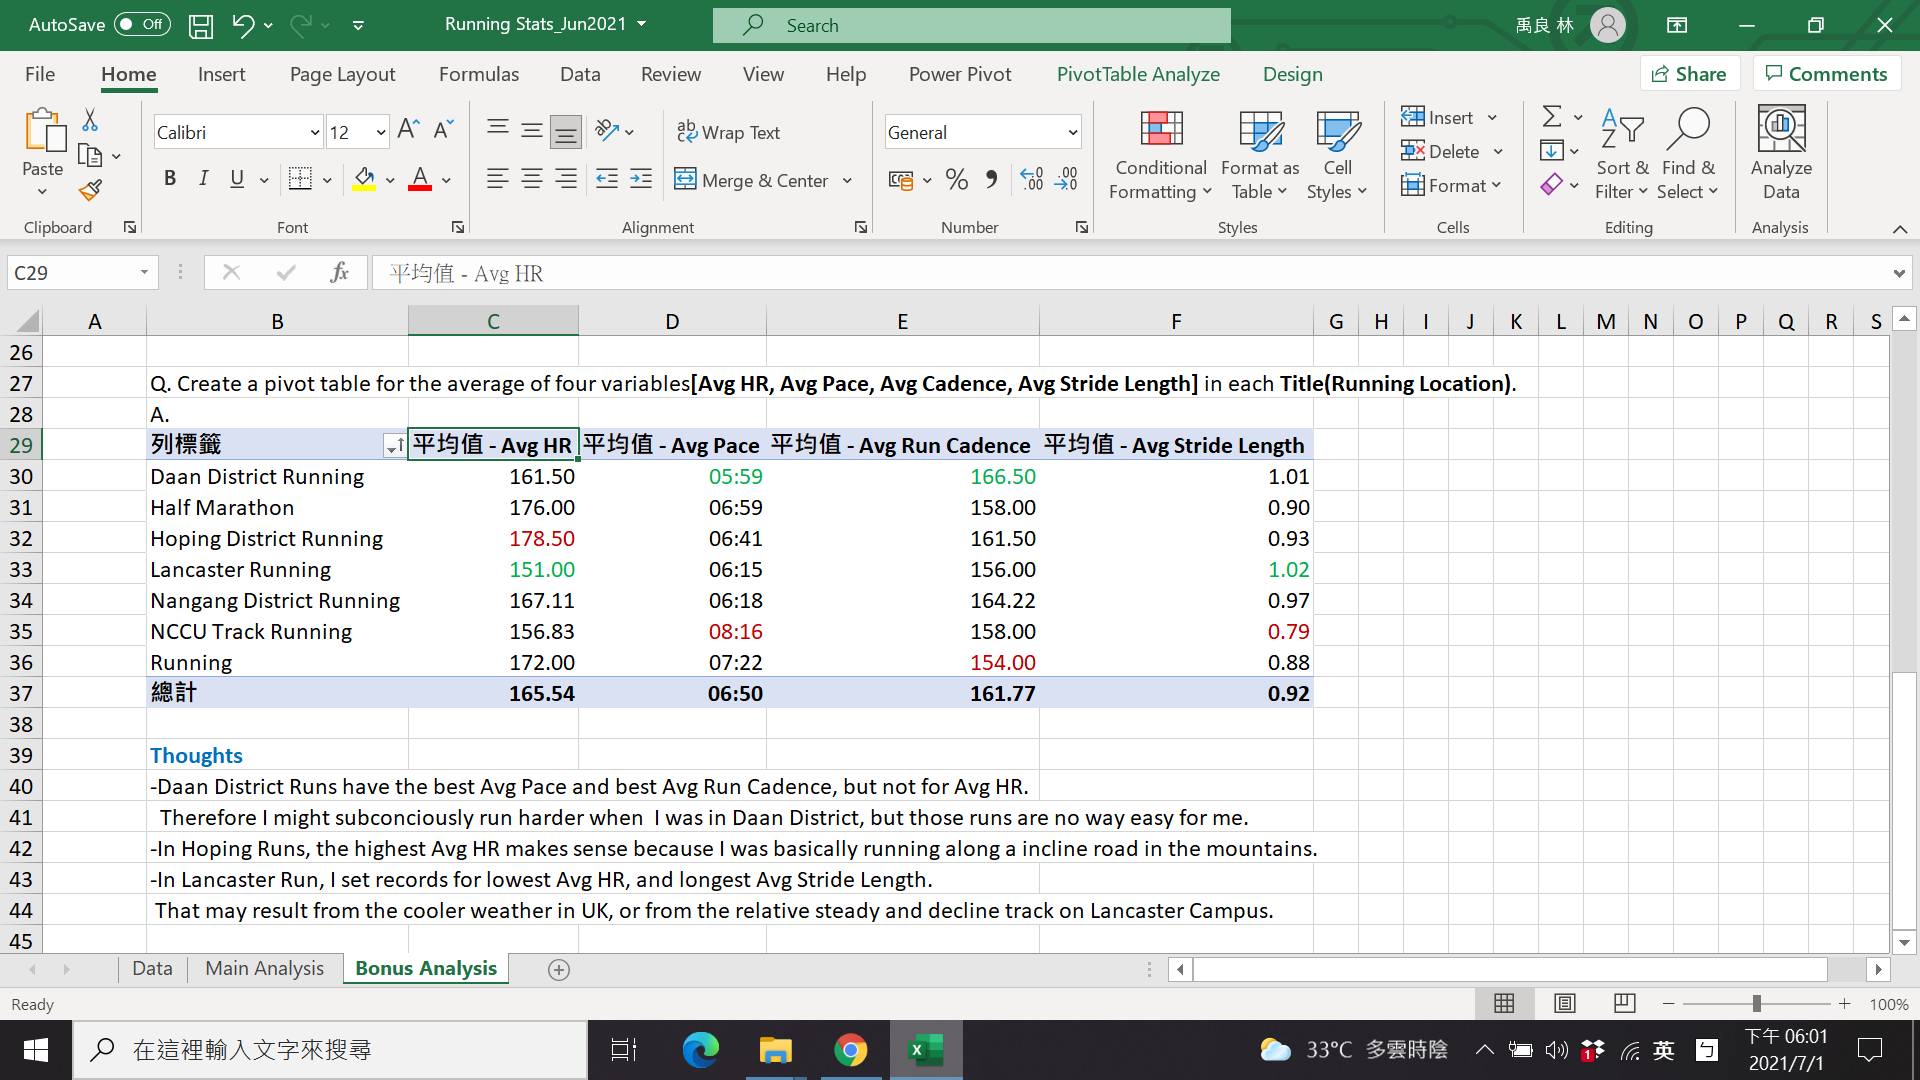 AutoSave Off Running Stats_Jun2021 Search 禹良 林
File Home Insert Page Layout Formulas Data Review View Help Power Pivot PivotTable Analyze Design Share Comments
Paste
Clipboard
Calibri 12
B I U A
Font
Wrap Text
Merge & Center
Alignment
General
% 9 .00 .00
Number
Conditional Formatting
Format as Table
Cell Styles
Styles
Insert
Delete
Format
Cells
Sort & Filter
Find & Select
Editing
Analyze Data
Analysis
C29 fx 平均值 - Avg HR
A B C D E F G H I J K L M N O P Q R S
26
27 Q. Create a pivot table for the average of four variables[Avg HR, Avg Pace, Avg Cadence, Avg Stride Length] in each Title(Running Location).
28 A.
29 列標籤 平均值 - Avg HR 平均值 - Avg Pace 平均值 - Avg Run Cadence 平均值 - Avg Stride Length
30 Daan District Running 161.50 05:59 166.50 1.01
31 Half Marathon 176.00 06:59 158.00 0.90
32 Hoping District Running 178.50 06:41 161.50 0.93
33 Lancaster Running 151.00 06:15 156.00 1.02
34 Nangang District Running 167.11 06:18 164.22 0.97
35 NCCU Track Running 156.83 08:16 158.00 0.79
36 Running 172.00 07:22 154.00 0.88
37 總計 165.54 06:50 161.77 0.92
38
39 Thoughts
40 -Daan District Runs have the best Avg Pace and best Avg Run Cadence, but not for Avg HR.
41 Therefore I might subconciously run harder when I was in Daan District, but those runs are no way easy for me.
42 -In Hoping Runs, the highest Avg HR makes sense because I was basically running along a incline road in the mountains.
43 -In Lancaster Run, I set records for lowest Avg HR, and longest Avg Stride Length.
44 That may result from the cooler weather in UK, or from the relative steady and decline track on Lancaster Campus.
45
Data Main Analysis Bonus Analysis
Ready 100%
在這裡輸入文字來搜尋 33°C 多雲時陰 1 英 ㄅ 下午 06:01
2021/7/1